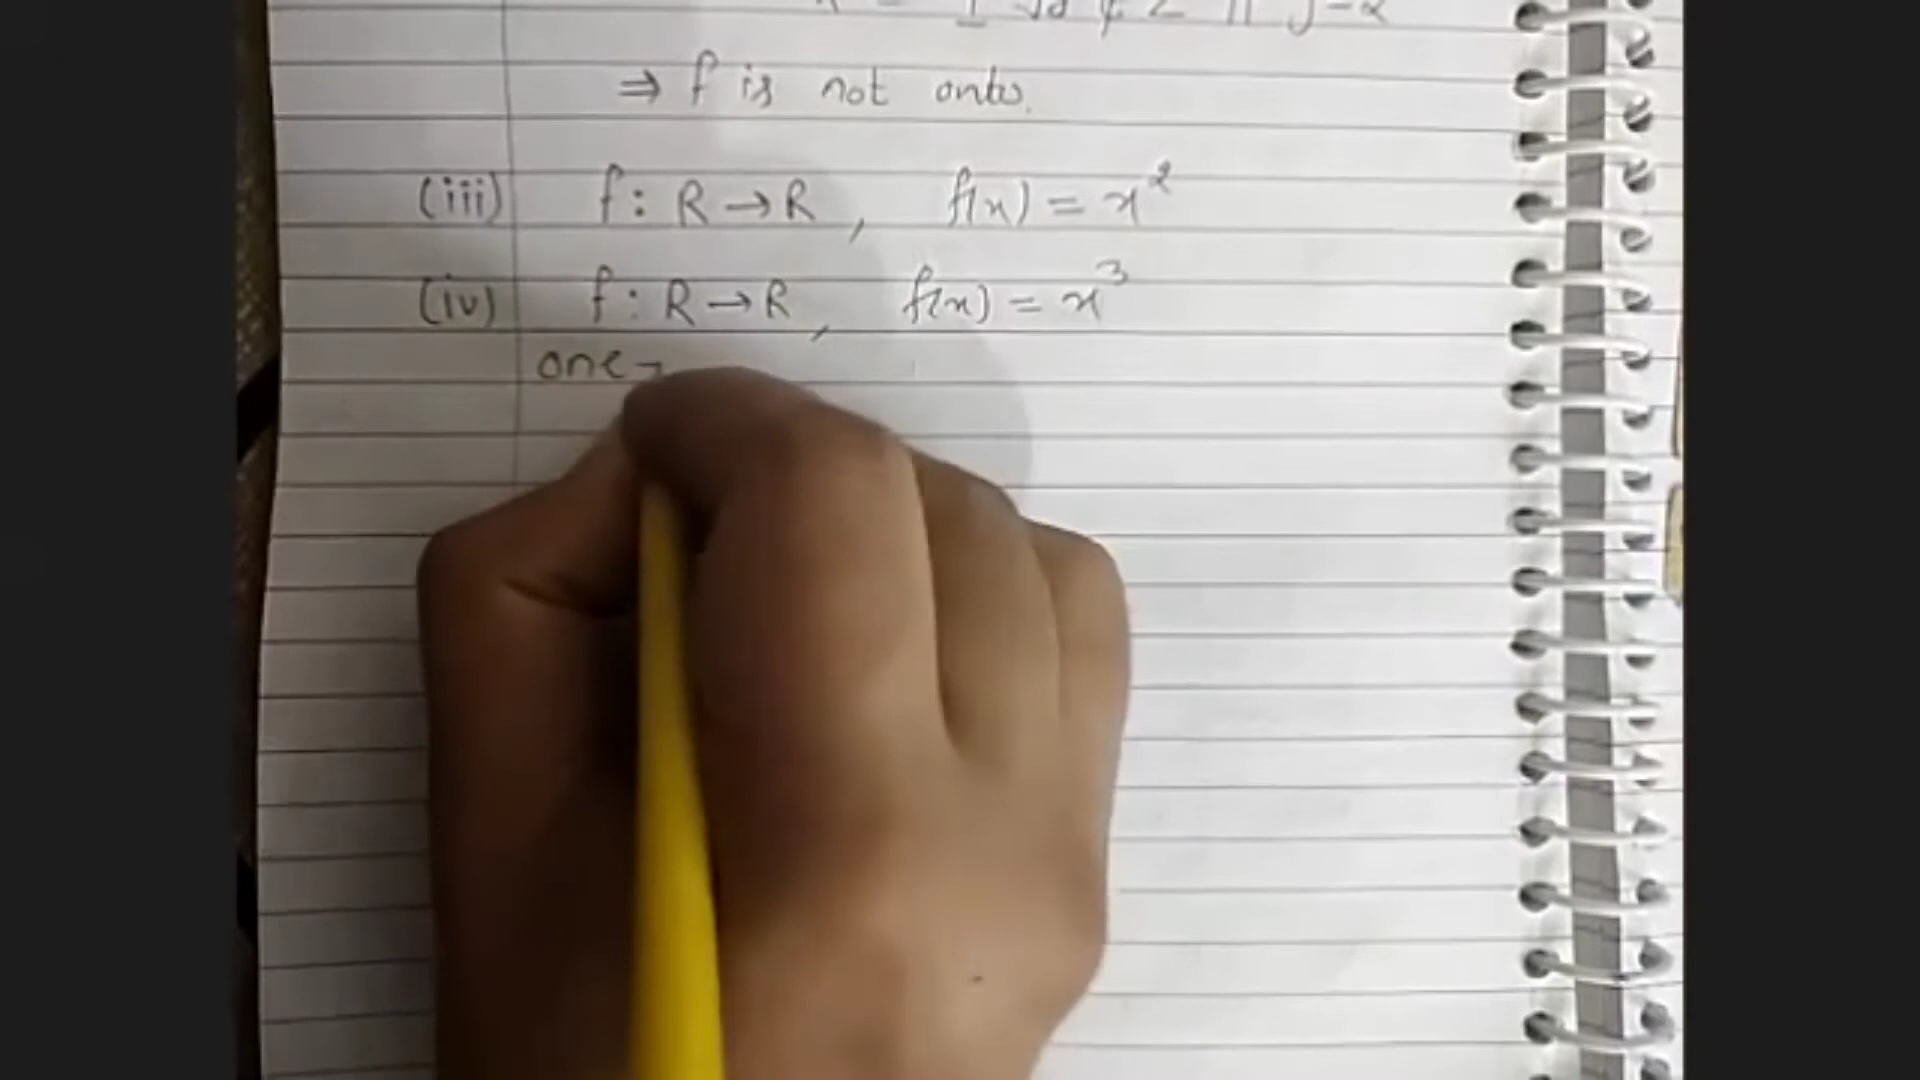 ⇒ f is not onto.
(iii) f : R → R , f(x) = x²
(iv) f : R → R , f(x) = x³
one-